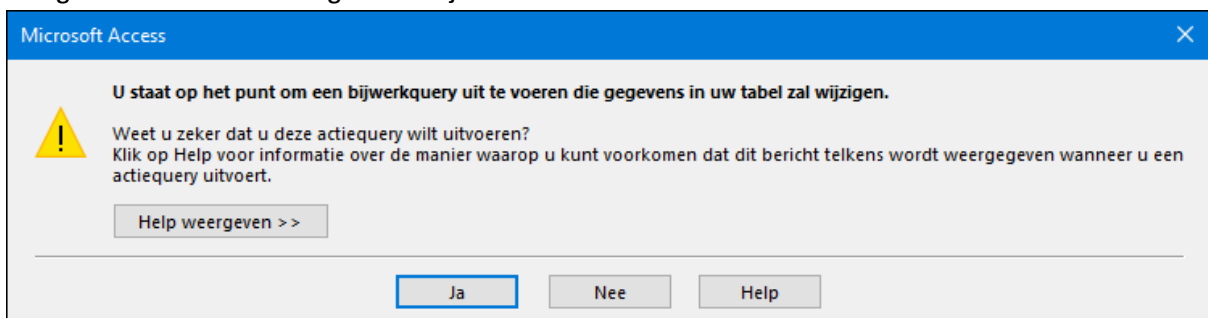 Microsoft Access
U staat op het punt om een bijwerkquery uit te voeren die gegevens in uw tabel zal wijzigen.
Weet u zeker dat u deze actiequery wilt uitvoeren?
Klik op Help voor informatie over de manier waarop u kunt voorkomen dat dit bericht telkens wordt weergegeven wanneer u een
actiequery uitvoert.
Help weergeven >>
Ja Nee Help